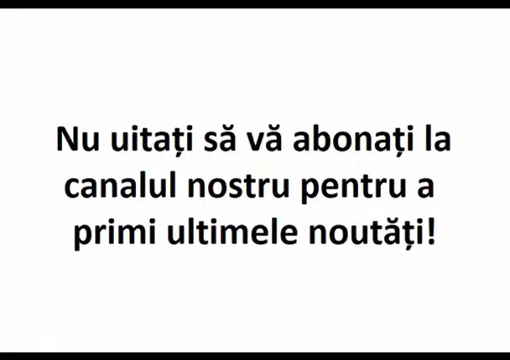 Nu uitați să vă abonați la
canalul nostru pentru a
primi ultimele noutăți!